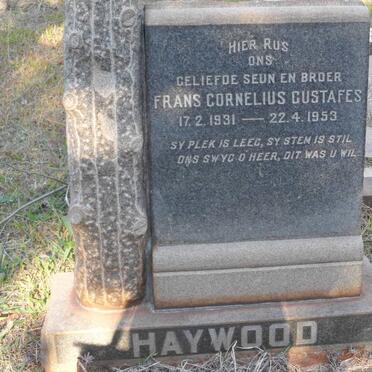 HIER RUS
ONS
GELIEFDE SEUN EN BROER
FRANS CORNELIUS GUSTAFES
17.2.1931 — 22.4.1953
SY PLEK IS LEEG, SY STEM IS STIL
ONS SWYG O HEER, DIT WAS U WIL
HAYWOOD